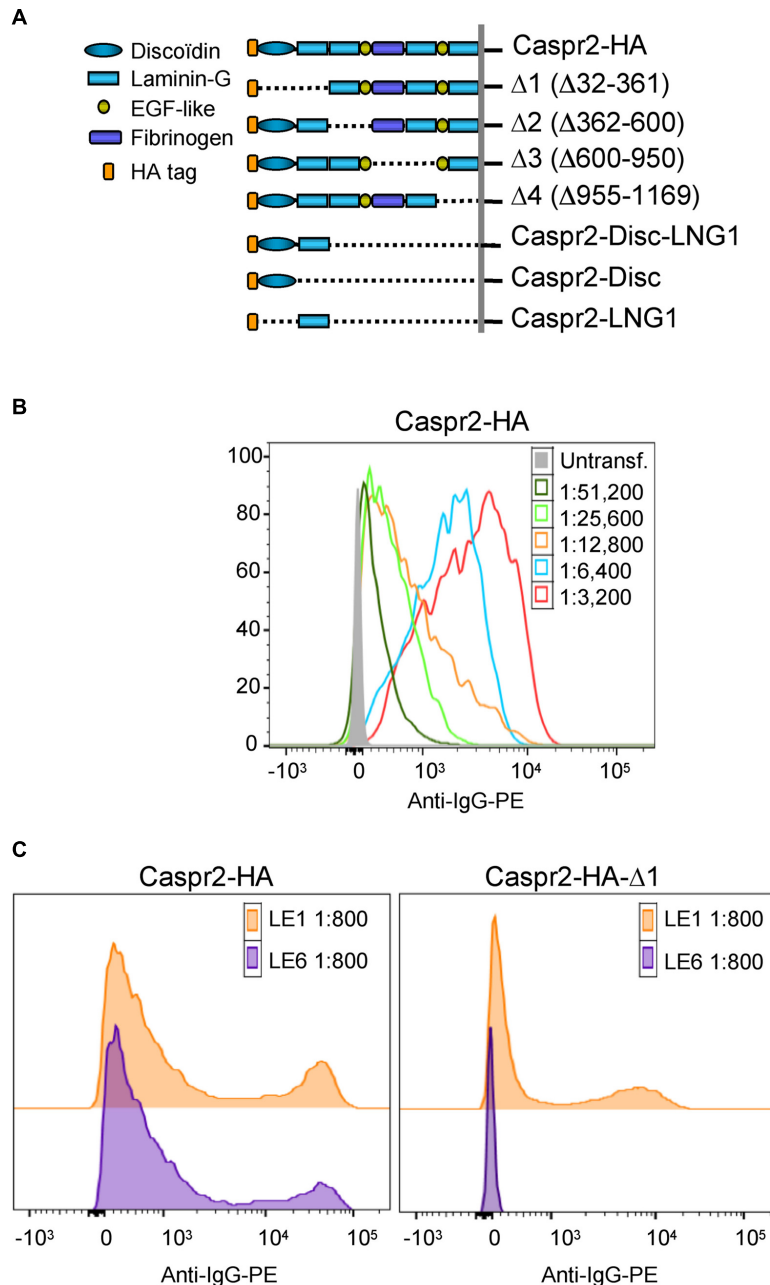 A
Discoïdin
Laminin-G
EGF-like
Fibrinogen
HA tag
Caspr2-HA
Δ1 (Δ32-361)
Δ2 (Δ362-600)
Δ3 (Δ600-950)
Δ4 (Δ955-1169)
Caspr2-Disc-LNG1
Caspr2-Disc
Caspr2-LNG1
B
Caspr2-HA
100
80
60
40
20
0
Untransf.
1:51,200
1:25,600
1:12,800
1:6,400
1:3,200
-10³ 0 10³ 10⁴ 10⁵
Anti-IgG-PE
C
Caspr2-HA
LE1 1:800
LE6 1:800
-10³ 0 10³ 10⁴ 10⁵
Anti-IgG-PE
Caspr2-HA-Δ1
LE1 1:800
LE6 1:800
-10³ 0 10³ 10⁴ 10⁵
Anti-IgG-PE